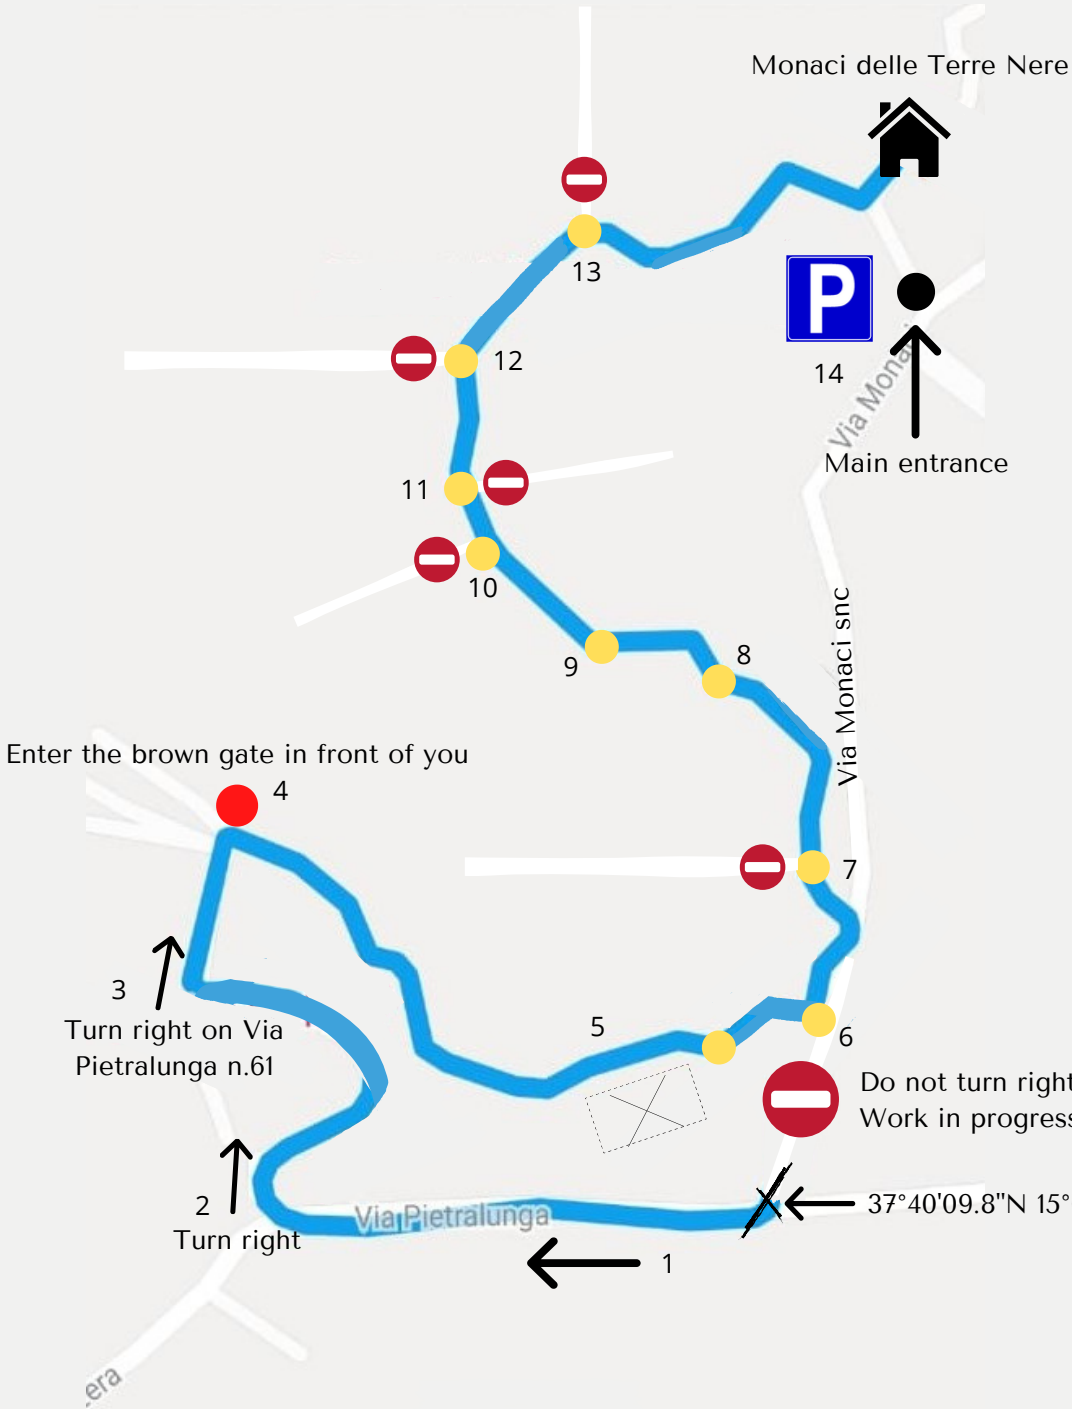 Monaci delle Terre Nere
13
P
12
14
Via Monaci
Main entrance
11
10
Via Monaci snc
9
8
Enter the brown gate in front of you
4
7
3
Turn right on Via
Pietralunga n.61
5
6
Do not turn right
Work in progress
2
Turn right
Via Pietralunga
37°40'09.8"N 15°
1
era